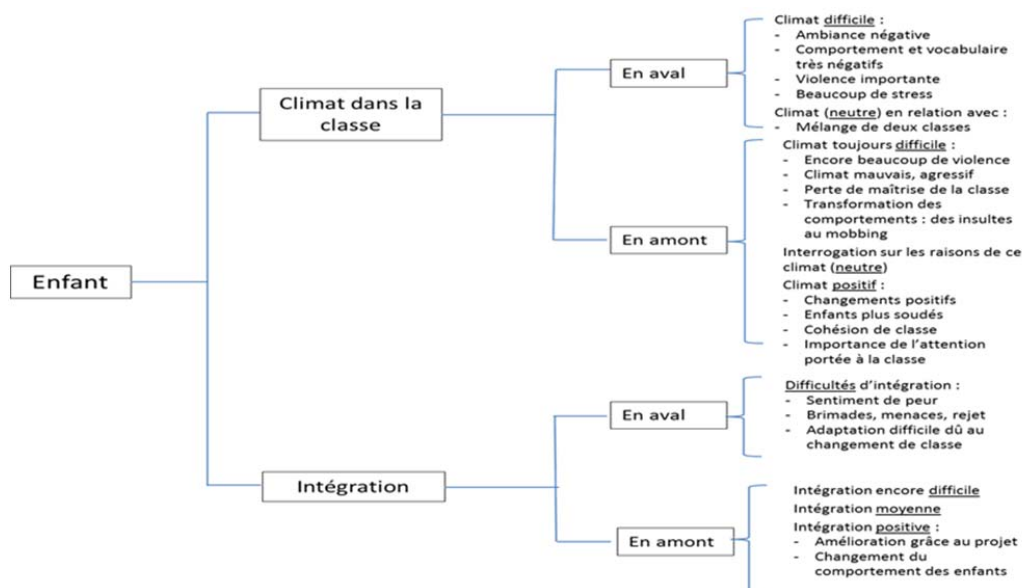 Enfant
Climat dans la
classe
En aval
Climat difficile :
- Ambiance négative
- Comportement et vocabulaire
très négatifs
- Violence importante
- Beaucoup de stress
Climat (neutre) en relation avec :
- Mélange de deux classes
En amont
Climat toujours difficile :
- Encore beaucoup de violence
- Climat mauvais, agressif
- Perte de maîtrise de la classe
- Transformation des
comportements : des insultes
au mobbing
Interrogation sur les raisons de ce
climat (neutre)
Climat positif :
- Changements positifs
- Enfants plus soudés
- Cohésion de classe
- Importance de l'attention
portée à la classe
Intégration
En aval
Difficultés d'intégration :
- Sentiment de peur
- Brimades, menaces, rejet
- Adaptation difficile dû au
changement de classe
En amont
Intégration encore difficile
Intégration moyenne
Intégration positive :
- Amélioration grâce au projet
- Changement du
comportement des enfants